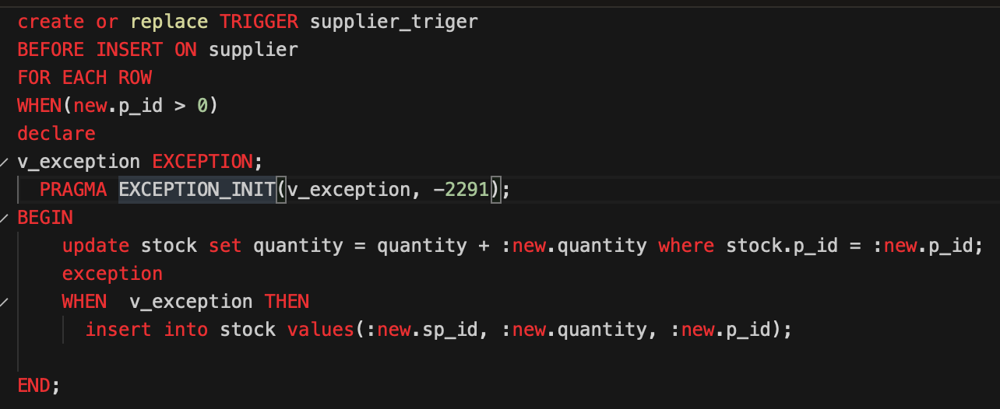 create or replace TRIGGER supplier_triger
BEFORE INSERT ON supplier
FOR EACH ROW
WHEN(new.p_id > 0)
declare
v_exception EXCEPTION;
PRAGMA EXCEPTION_INIT(v_exception, -2291);
BEGIN
update stock set quantity = quantity + :new.quantity where stock.p_id = :new.p_id;
exception
WHEN  v_exception THEN
insert into stock values(:new.sp_id, :new.quantity, :new.p_id);
END;